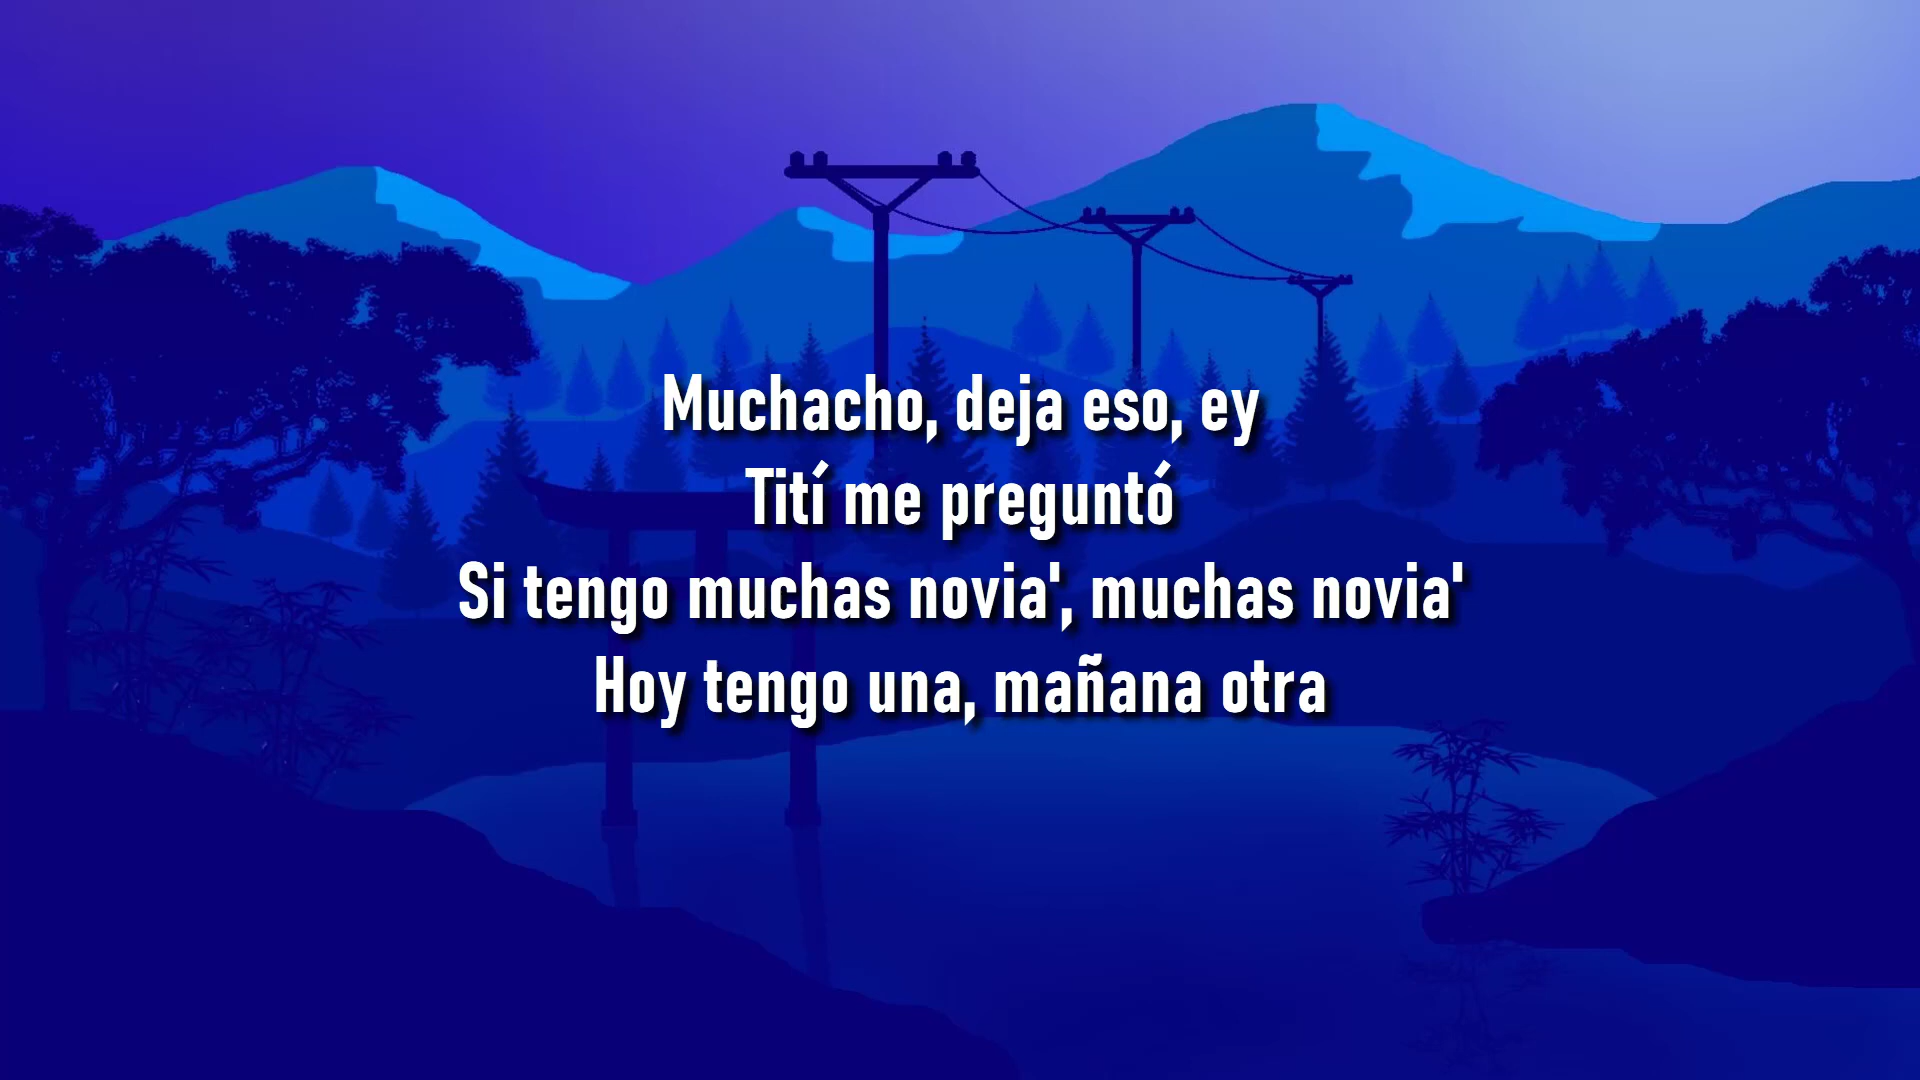 Muchacho, deja eso, ey
Tití me preguntó
Si tengo muchas novia', muchas novia'
Hoy tengo una, mañana otra